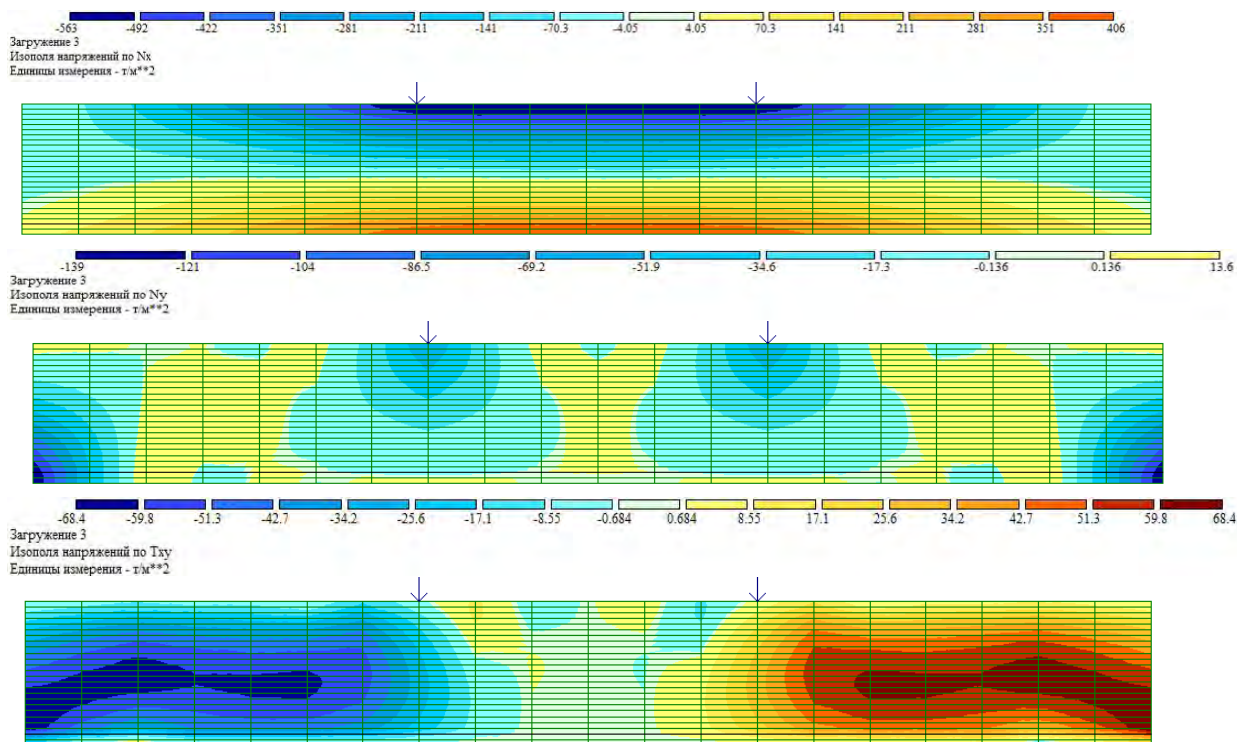 -563 -492 -422 -351 -281 -211 -141 -70.3 -4.05 4.05 70.3 141 211 281 351 406
Загружение 3
Изополя напряжений по Nx
Единицы измерения - т/м**2
-139 -121 -104 -86.5 -69.2 -51.9 -34.6 -17.3 -0.136 0.136 13.6
Загружение 3
Изополя напряжений по Ny
Единицы измерения - т/м**2
-68.4 -59.8 -51.3 -42.7 -34.2 -25.6 -17.1 -8.55 -0.684 0.684 8.55 17.1 25.6 34.2 42.7 51.3 59.8 68.4
Загружение 3
Изополя напряжений по Txy
Единицы измерения - т/м**2